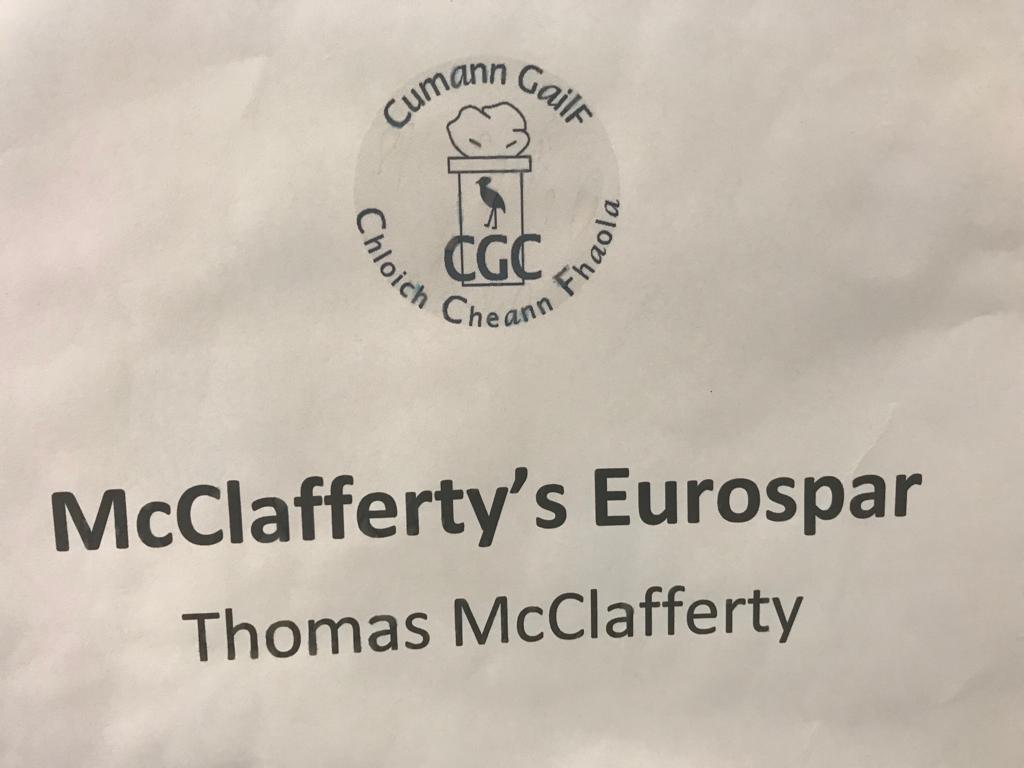 Cumann Gailf
CGC
Chloich Cheann Fhaola
McClafferty's Eurospar
Thomas McClafferty